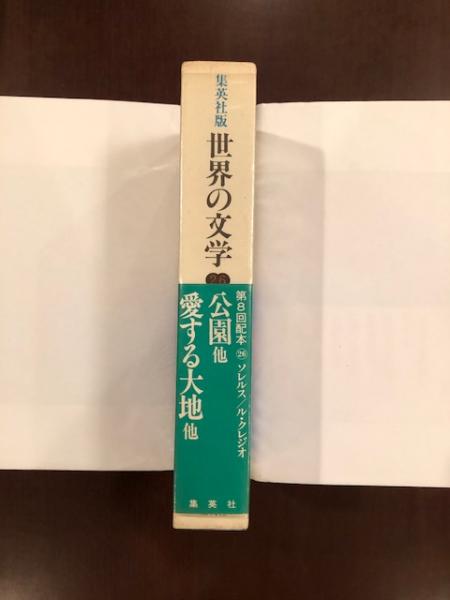 集英社版
世界の文学
26
第8回配本 ㉖ ソレルス/ル・クレジオ
公園他
愛する大地他
集英社